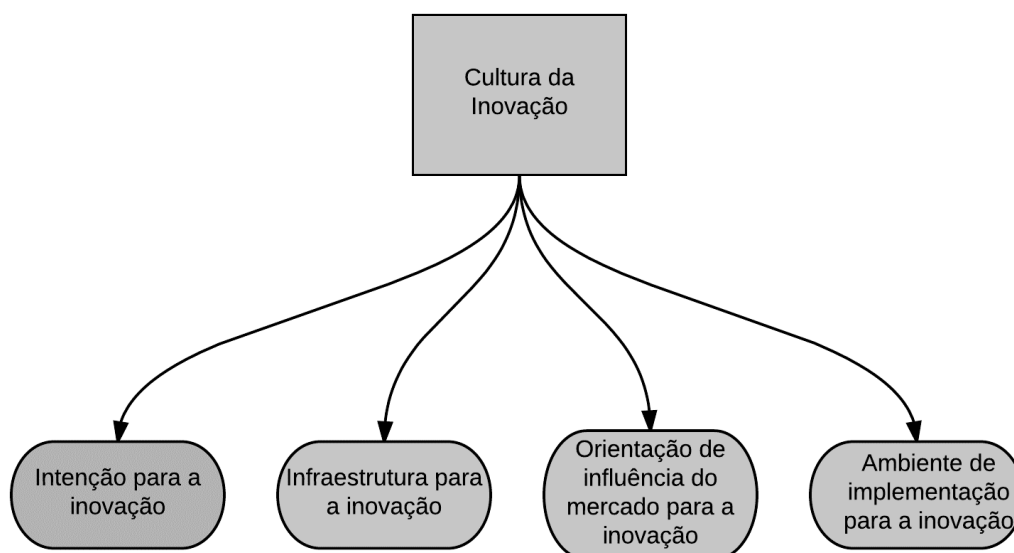 Cultura da
Inovação
Intenção para a
inovação
Infraestrutura para
a inovação
Orientação de
influência do
mercado para a
inovação
Ambiente de
implementação
para a inovação